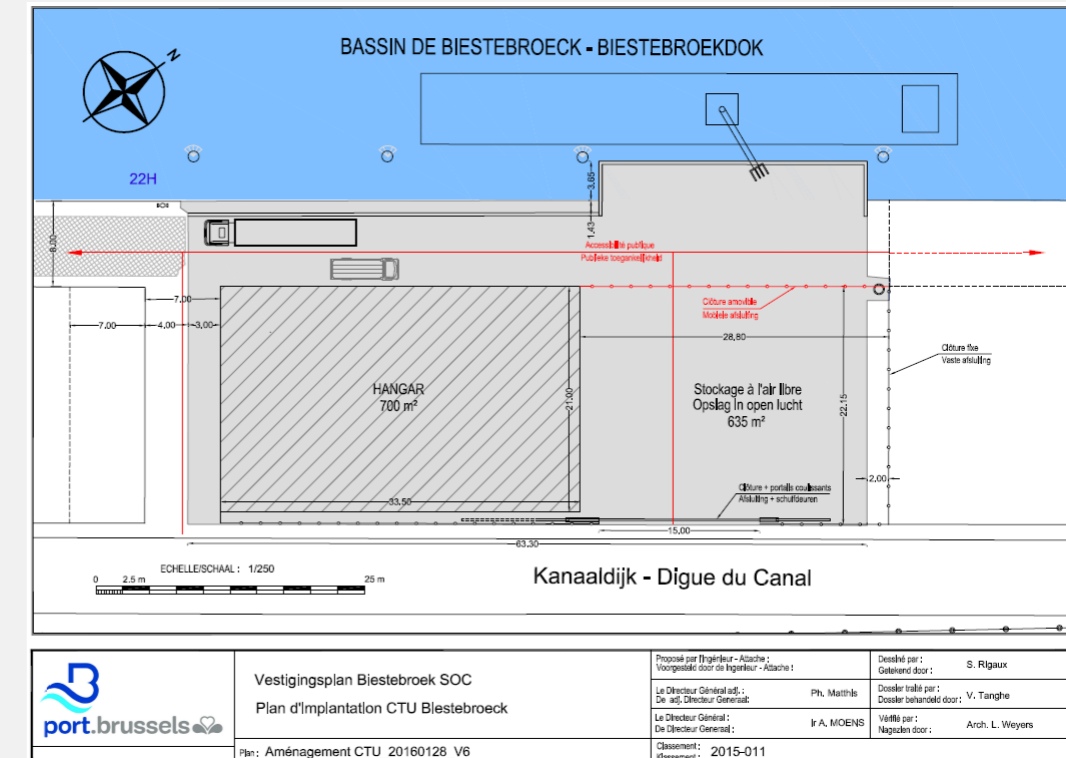 BASSIN DE BIESTEBROECK - BIESTEBROEKDOK
N
22H
3,65
1,43
8,00
Accessibilité publique
Publieke toegankelijkheid
7,00
7,00
4,00
3,00
Clôture amovible
Mobiele afsluiting
28,80
Clôture fixe
Vaste afsluiting
HANGAR
700 m²
21,00
Stockage à l'air libre
Opslag in open lucht
635 m²
22,15
2,00
Clôture + portails coulissants
Afsluiting + schuifdeuren
33,50
15,00
63,30
ECHELLE/SCHAAL : 1/250
0 2.5 m 25 m
Kanaaldijk - Digue du Canal
port.brussels
Vestigingsplan Biestebroek SOC
Plan d'Implantation CTU Biestebroeck
Plan : Aménagement CTU_20160128_V6
Proposé par l'Ingénieur - Attache :
Voorgesteld door de Ingenieur - Attache :
Le Directeur Général adj. :
De adj. Directeur Generaal:
Ph. Matthis
Le Directeur Général :
De Directeur Generaal :
Ir A. MOENS
Classement :
Klassement :
2015-011
Dessiné par :
Getekend door :
S. Rigaux
Dossier traité par :
Dossier behandeld door :
V. Tanghe
Vérifié par :
Nagezien door :
Arch. L. Weyers